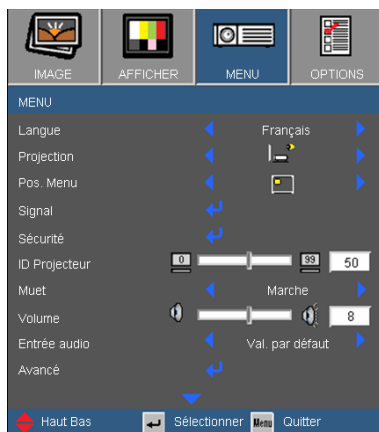 IMAGE AFFICHER MENU OPTIONS
MENU
Langue Français
Projection
Pos. Menu
Signal
Sécurité
ID Projecteur 0 99 50
Muet Marche
Volume 8
Entrée audio Val. par défaut
Avancé
Haut Bas Sélectionner Menu Quitter